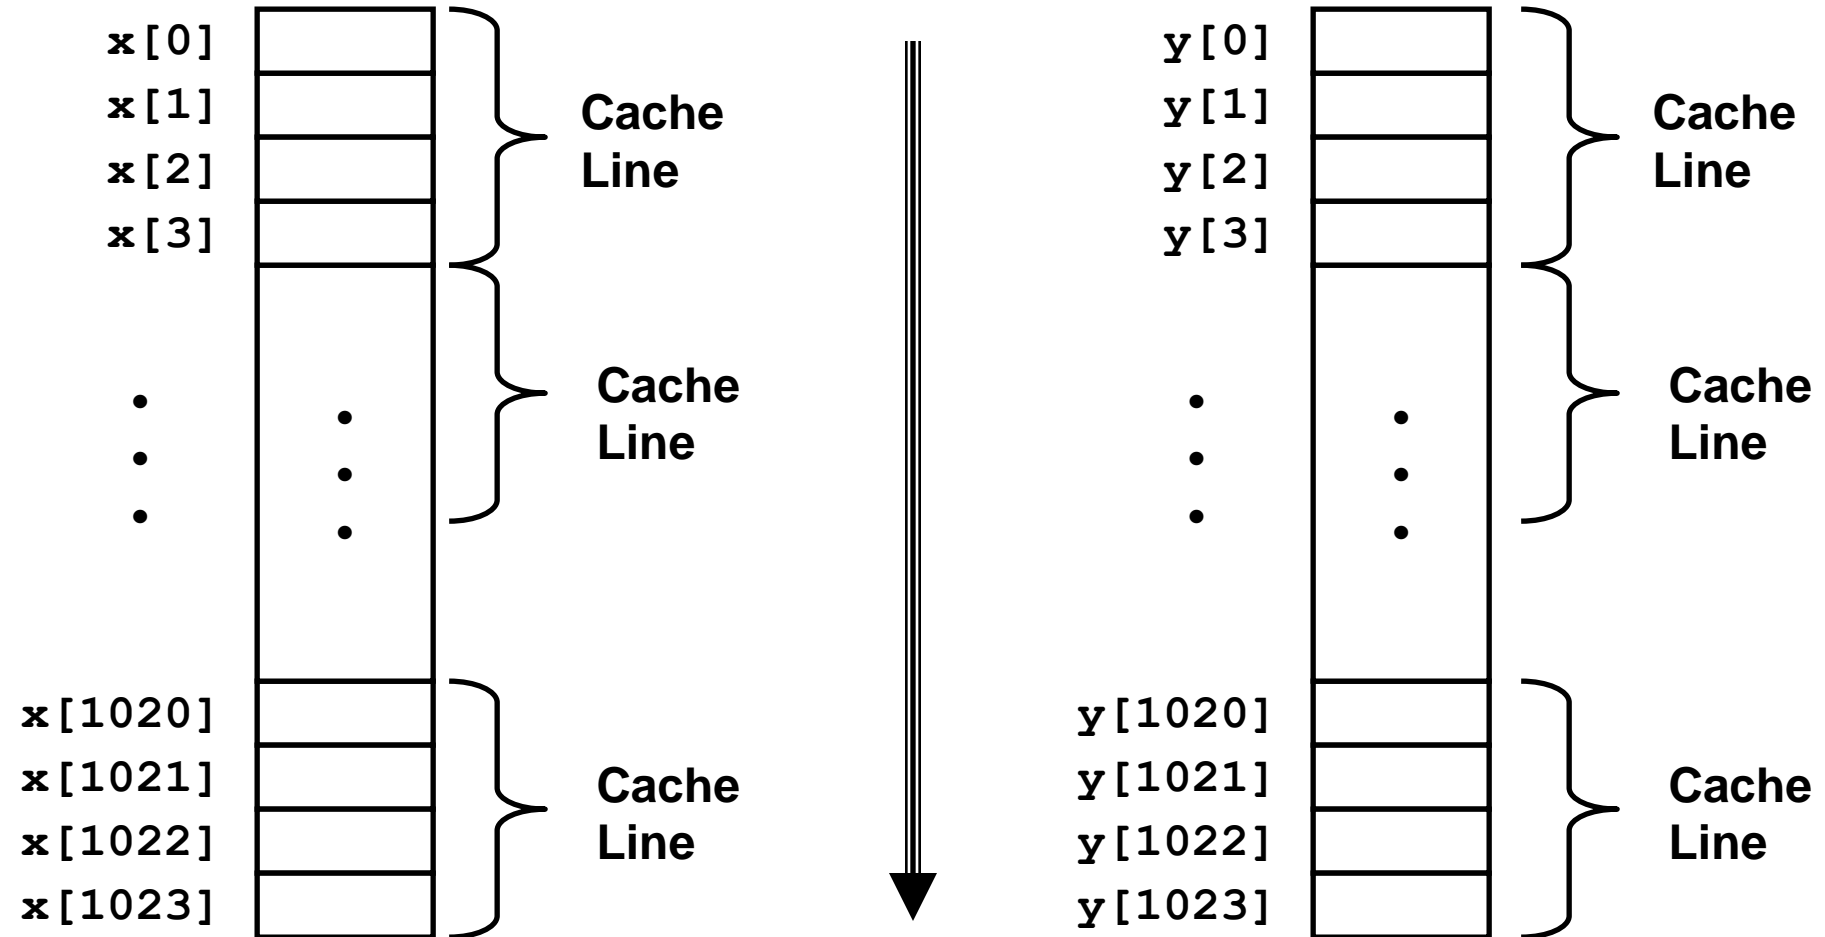 x[0]
x[1]
x[2]
x[3]
Cache
Line
Cache
Line
x[1020]
x[1021]
x[1022]
x[1023]
Cache
Line
y[0]
y[1]
y[2]
y[3]
Cache
Line
Cache
Line
y[1020]
y[1021]
y[1022]
y[1023]
Cache
Line